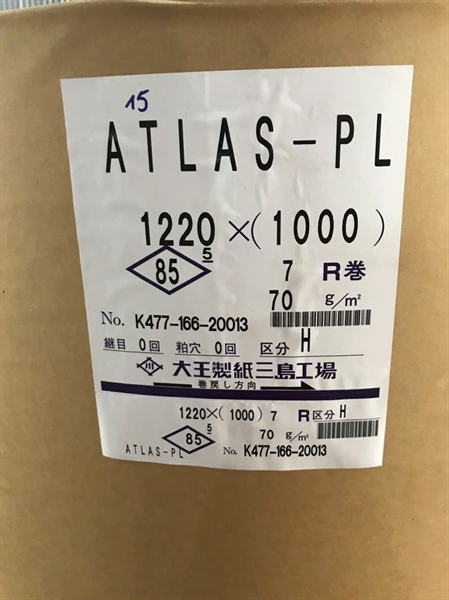 15
ATLAS-PL
1220×(1000)
85 5 7 R巻
70 g/m²
No. K477-166-20013
継目 0回 粕穴 0回 区分 H
大王製紙三島工場
巻戻し方向
1220×(1000) 7 R区分H
85 5 70 g/m²
ATLAS-PL No. K477-166-20013